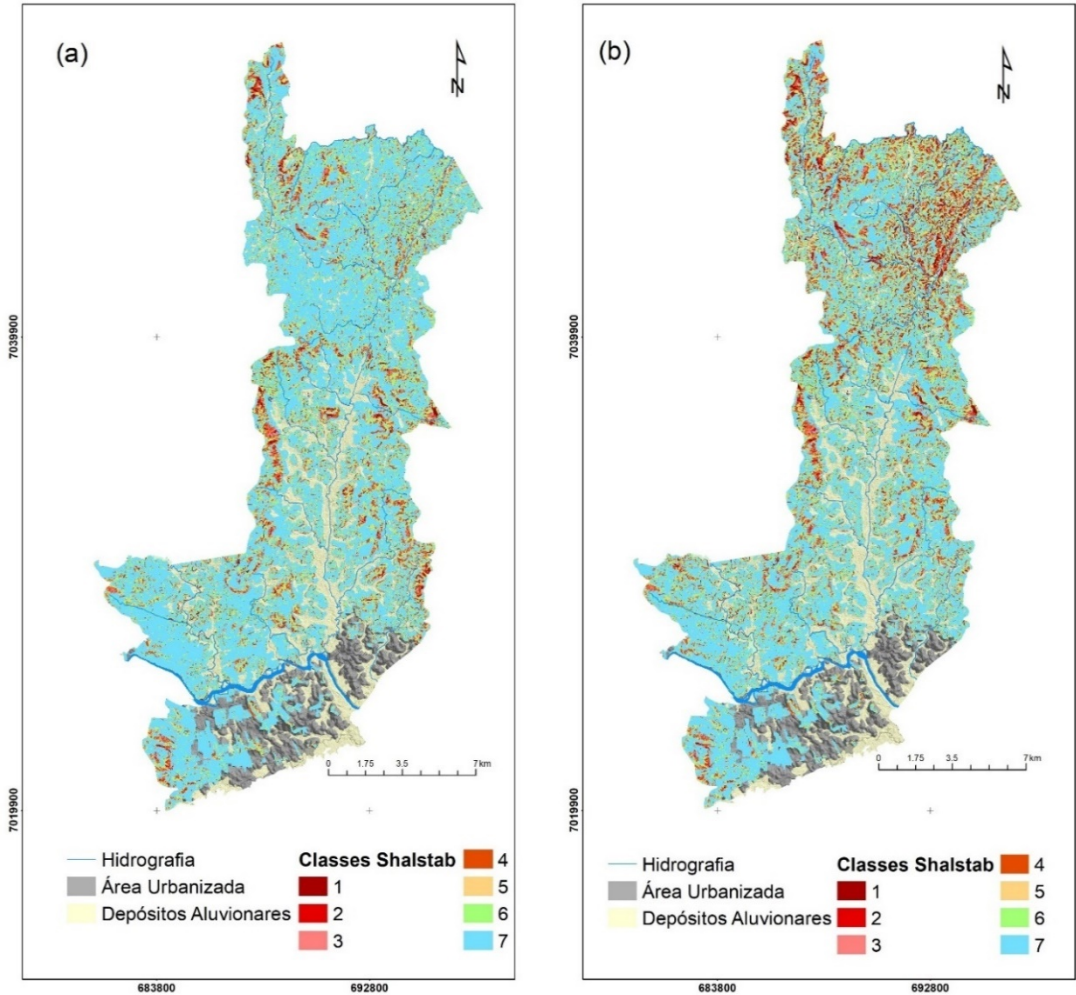 (a)
N
7039900
7019900
0 1.75 3.5 7 km
Hidrografia
Área Urbanizada
Depósitos Aluvionares
Classes Shalstab
1
2
3
4
5
6
7
683800
692800
(b)
N
7039900
7019900
0 1.75 3.5 7 km
Hidrografia
Área Urbanizada
Depósitos Aluvionares
Classes Shalstab
1
2
3
4
5
6
7
683800
692800